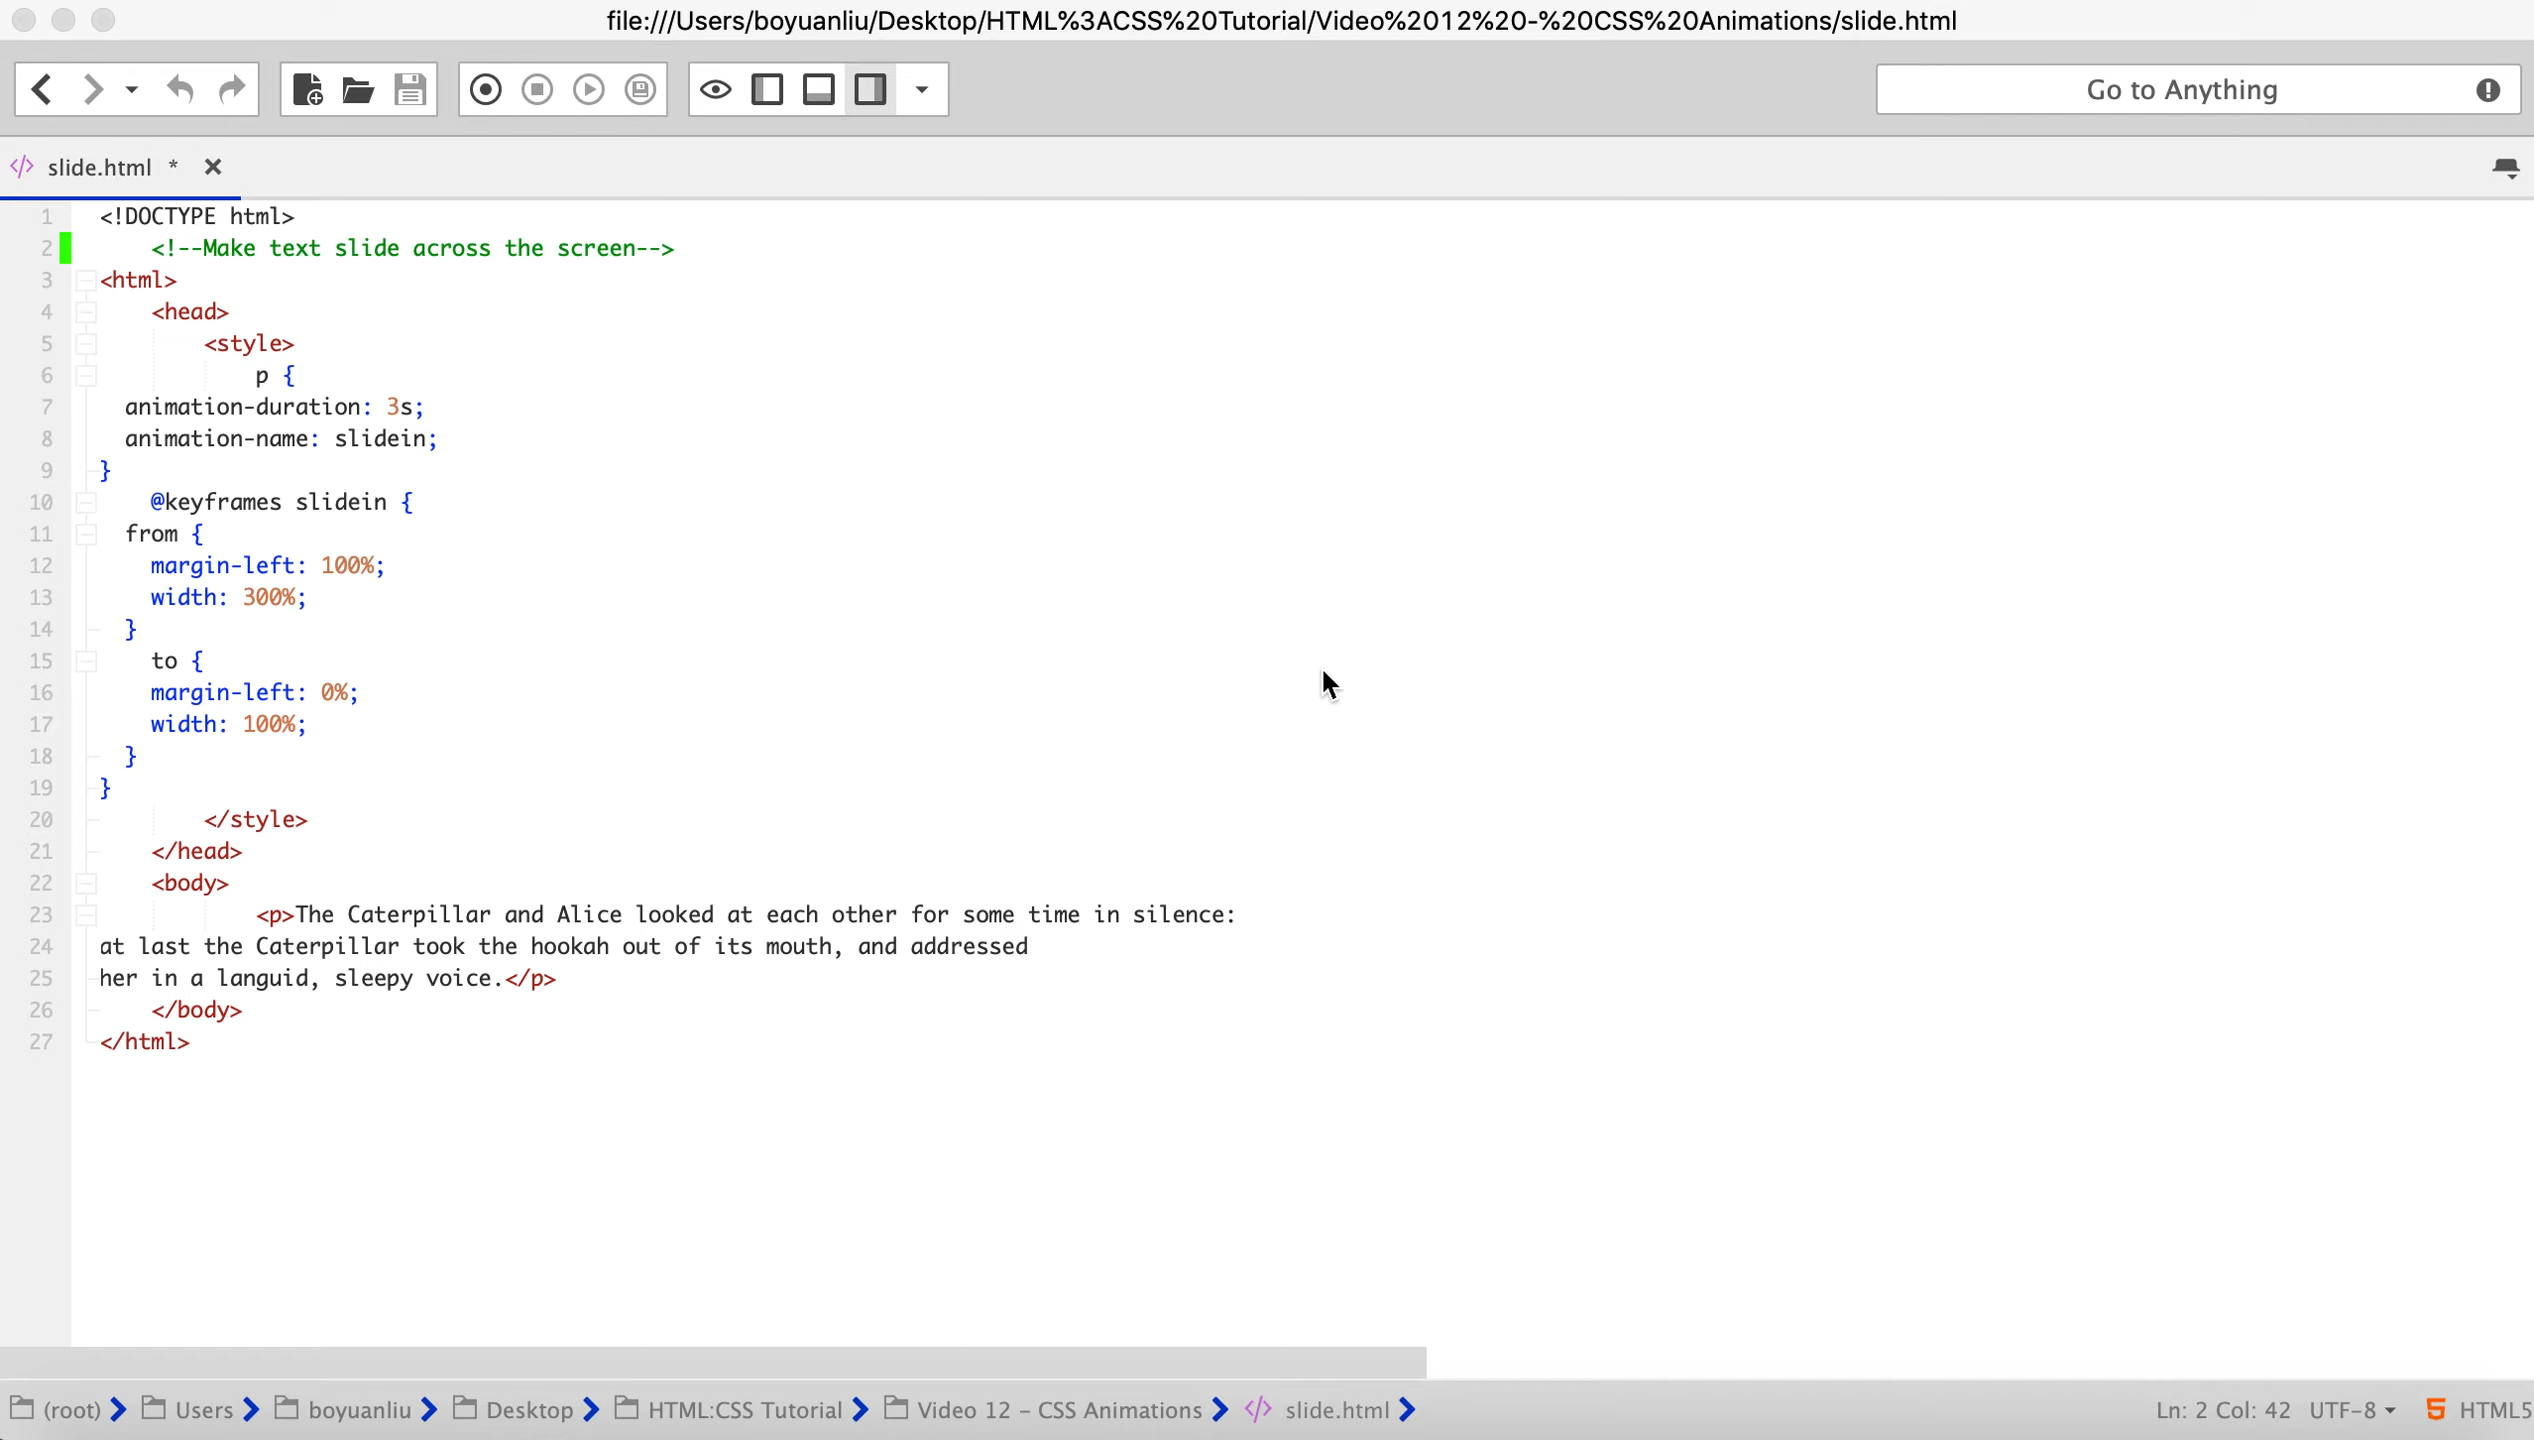 file:///Users/boyuanliu/Desktop/HTML%3ACSS%20Tutorial/Video%2012%20-%20CSS%20Animations/slide.html
Go to Anything
slide.html *
1 <!DOCTYPE html>
2 <!--Make text slide across the screen-->
3 <html>
4 <head>
5 <style>
6 p {
7 animation-duration: 3s;
8 animation-name: slidein;
9 }
10 @keyframes slidein {
11 from {
12 margin-left: 100%;
13 width: 300%;
14 }
15 to {
16 margin-left: 0%;
17 width: 100%;
18 }
19 }
20 </style>
21 </head>
22 <body>
23 <p>The Caterpillar and Alice looked at each other for some time in silence:
24 at last the Caterpillar took the hookah out of its mouth, and addressed
25 her in a languid, sleepy voice.</p>
26 </body>
27 </html>
(root) Users boyuanliu Desktop HTML:CSS Tutorial Video 12 - CSS Animations slide.html Ln: 2 Col: 42 UTF-8 HTML5